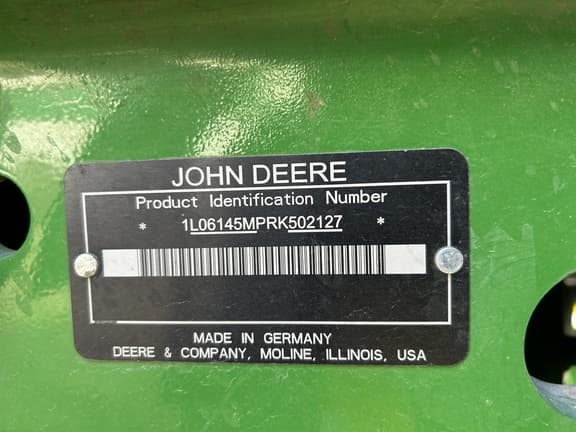 JOHN DEERE
Product Identification Number
* 1L06145MPRK502127 *
MADE IN GERMANY
DEERE & COMPANY, MOLINE, ILLINOIS, USA